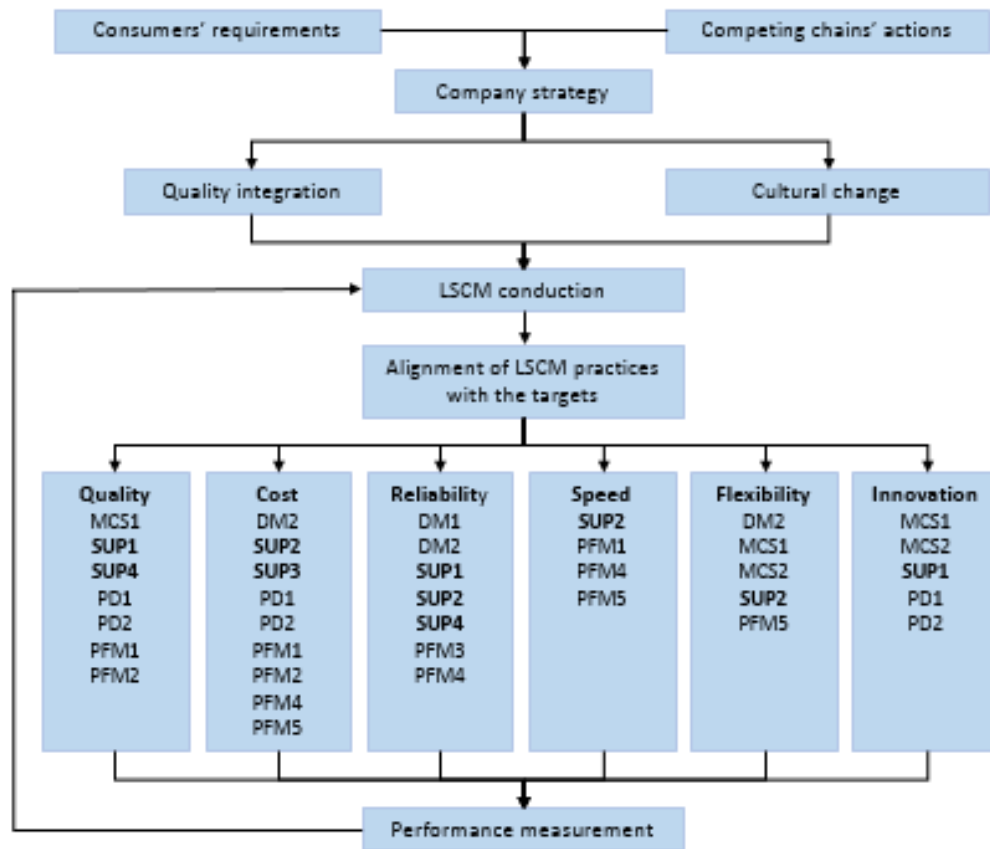 Consumers' requirements
Competing chains' actions
Company strategy
Quality integration
Cultural change
LSCM conduction
Alignment of LSCM practices
with the targets
Quality
MCS1
SUP1
SUP4
PD1
PD2
PFM1
PFM2
Cost
DM2
SUP2
SUP3
PD1
PD2
PFM1
PFM2
PFM4
PFM5
Reliability
DM1
DM2
SUP1
SUP2
SUP4
PFM3
PFM4
Speed
SUP2
PFM1
PFM4
PFM5
Flexibility
DM2
MCS1
MCS2
SUP2
PFM5
Innovation
MCS1
MCS2
SUP1
PD1
PD2
Performance measurement